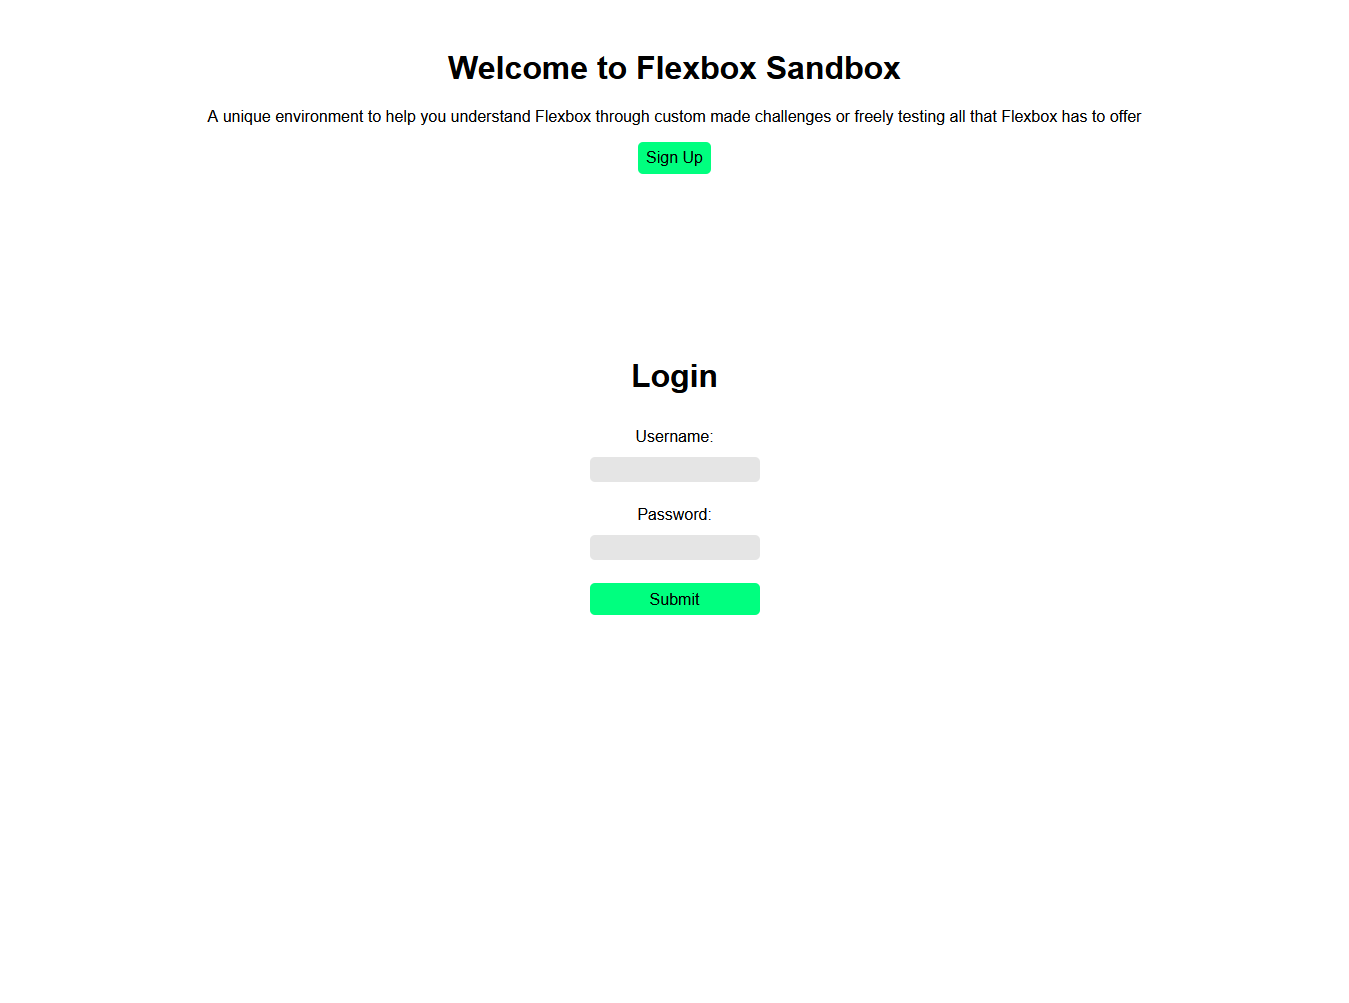 Welcome to Flexbox Sandbox
A unique environment to help you understand Flexbox through custom made challenges or freely testing all that Flexbox has to offer
Sign Up
Login
Username:
Password:
Submit